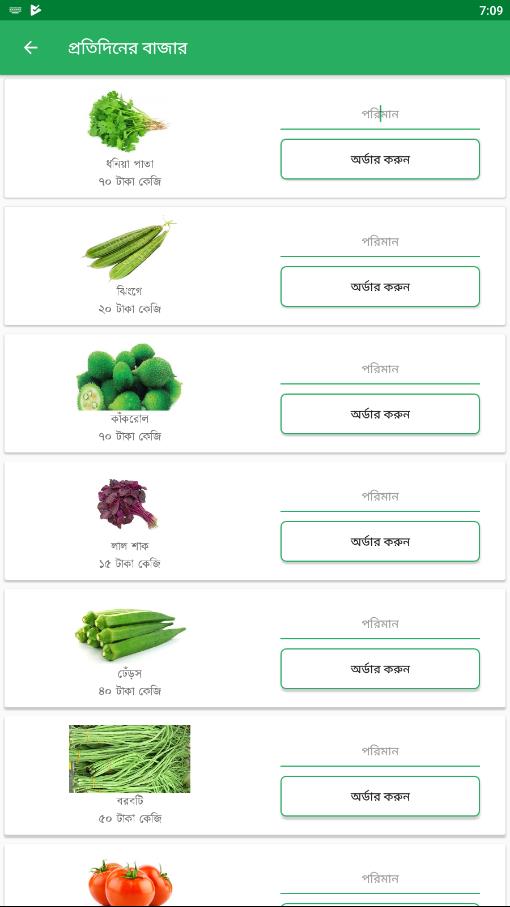 7:09
প্রতিদিনের বাজার
ধনিয়া পাতা
৭০ টাকা কেজি
পরিমান
অর্ডার করুন
ঝিংগে
২০ টাকা কেজি
পরিমান
অর্ডার করুন
কাঁকরোল
৭০ টাকা কেজি
পরিমান
অর্ডার করুন
লাল শাক
১৫ টাকা কেজি
পরিমান
অর্ডার করুন
ঢেঁড়স
৪০ টাকা কেজি
পরিমান
অর্ডার করুন
বরবটি
৫০ টাকা কেজি
পরিমান
অর্ডার করুন
পরিমান